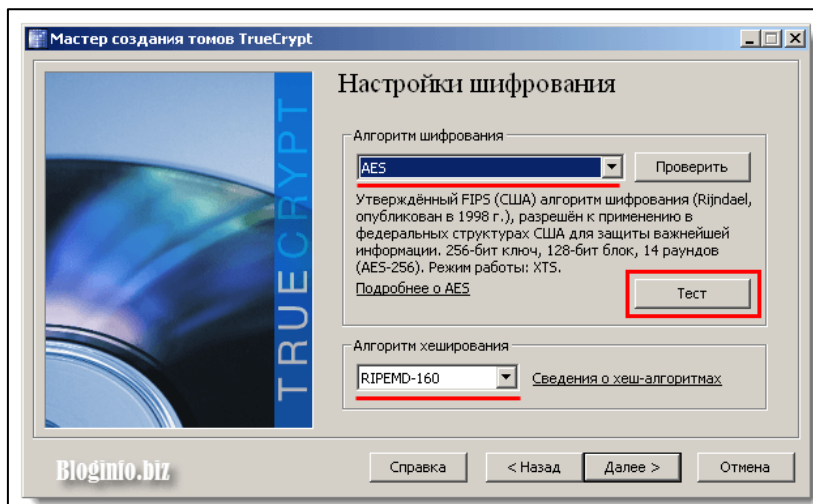 Мастер создания томов TrueCrypt
TRUECRYPT
Настройки шифрования
Алгоритм шифрования
AES
Проверить
Утверждённый FIPS (США) алгоритм шифрования (Rijndael,
опубликован в 1998 г.), разрешён к применению в
федеральных структурах США для защиты важнейшей
информации. 256-бит ключ, 128-бит блок, 14 раундов
(AES-256). Режим работы: XTS.
Подробнее о AES
Тест
Алгоритм хеширования
RIPEMD-160
Сведения о хеш-алгоритмах
Bloginfo.biz
Справка
< Назад
Далее >
Отмена